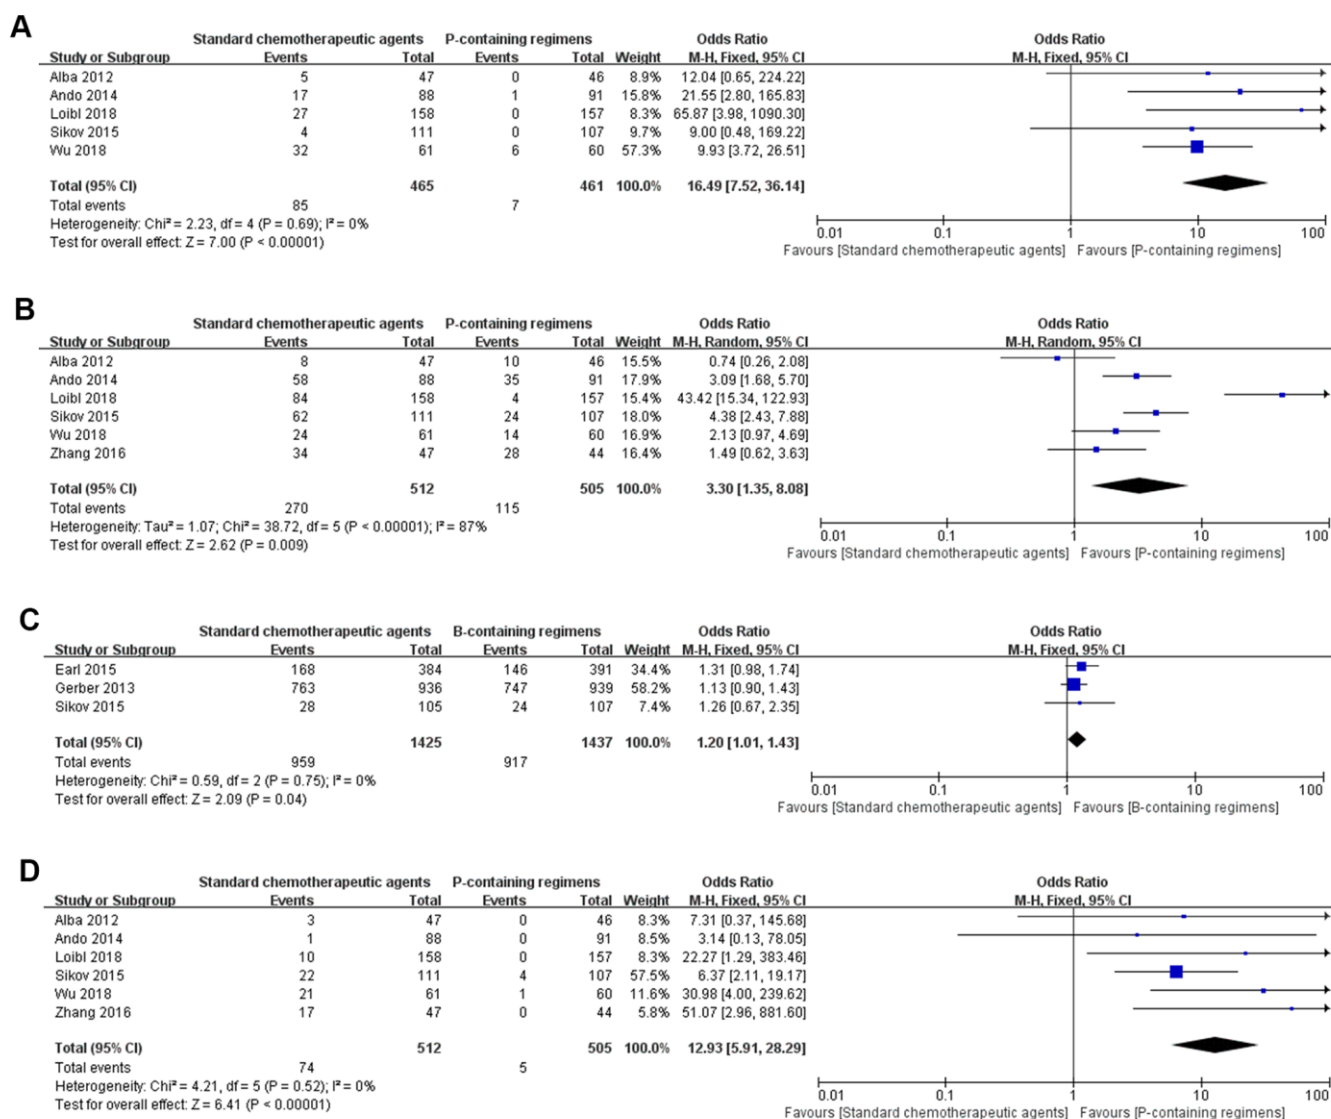 A
Standard chemotherapeutic agents P-containing regimens Odds Ratio Odds Ratio
Study or Subgroup Events Total Events Total Weight M-H, Fixed, 95% CI M-H, Fixed, 95% CI
Alba 2012 5 47 0 46 8.9% 12.04 [0.65, 224.22]
Ando 2014 17 88 1 91 15.8% 21.55 [2.80, 165.83]
Loibl 2018 27 158 0 157 8.3% 65.87 [3.98, 1090.30]
Sikov 2015 4 111 0 107 9.7% 9.00 [0.48, 169.22]
Wu 2018 32 61 6 60 57.3% 9.93 [3.72, 26.51]
Total (95% CI) 465 461 100.0% 16.49 [7.52, 36.14]
Total events 85 7
Heterogeneity: Chi² = 2.23, df = 4 (P = 0.69); I² = 0%
Test for overall effect: Z = 7.00 (P < 0.00001)
0.01 0.1 1 10 100
Favours [Standard chemotherapeutic agents] Favours [P-containing regimens]
B
Standard chemotherapeutic agents P-containing regimens Odds Ratio Odds Ratio
Study or Subgroup Events Total Events Total Weight M-H, Random, 95% CI M-H, Random, 95% CI
Alba 2012 8 47 10 46 15.5% 0.74 [0.26, 2.08]
Ando 2014 58 88 35 91 17.9% 3.09 [1.68, 5.70]
Loibl 2018 84 158 4 157 15.4% 43.42 [15.34, 122.93]
Sikov 2015 62 111 24 107 18.0% 4.38 [2.43, 7.88]
Wu 2018 24 61 14 60 16.9% 2.13 [0.97, 4.69]
Zhang 2016 34 47 28 44 16.4% 1.49 [0.62, 3.63]
Total (95% CI) 512 505 100.0% 3.30 [1.35, 8.08]
Total events 270 115
Heterogeneity: Tau² = 1.07; Chi² = 38.72, df = 5 (P < 0.00001); I² = 87%
Test for overall effect: Z = 2.62 (P = 0.009)
0.01 0.1 1 10 100
Favours [Standard chemotherapeutic agents] Favours [P-containing regimens]
C
Standard chemotherapeutic agents B-containing regimens Odds Ratio Odds Ratio
Study or Subgroup Events Total Events Total Weight M-H, Fixed, 95% CI M-H, Fixed, 95% CI
Earl 2015 168 384 146 391 34.4% 1.31 [0.98, 1.74]
Gerber 2013 763 936 747 939 58.2% 1.13 [0.90, 1.43]
Sikov 2015 28 105 24 107 7.4% 1.26 [0.67, 2.35]
Total (95% CI) 1425 1437 100.0% 1.20 [1.01, 1.43]
Total events 959 917
Heterogeneity: Chi² = 0.59, df = 2 (P = 0.75); I² = 0%
Test for overall effect: Z = 2.09 (P = 0.04)
0.01 0.1 1 10 100
Favours [Standard chemotherapeutic agents] Favours [B-containing regimens]
D
Standard chemotherapeutic agents P-containing regimens Odds Ratio Odds Ratio
Study or Subgroup Events Total Events Total Weight M-H, Fixed, 95% CI M-H, Fixed, 95% CI
Alba 2012 3 47 0 46 8.3% 7.31 [0.37, 145.68]
Ando 2014 1 88 0 91 8.5% 3.14 [0.13, 78.05]
Loibl 2018 10 158 0 157 8.3% 22.27 [1.29, 383.46]
Sikov 2015 22 111 4 107 57.5% 6.37 [2.11, 19.17]
Wu 2018 21 61 1 60 11.6% 30.98 [4.00, 239.62]
Zhang 2016 17 47 0 44 5.8% 51.07 [2.96, 881.60]
Total (95% CI) 512 505 100.0% 12.93 [5.91, 28.29]
Total events 74 5
Heterogeneity: Chi² = 4.21, df = 5 (P = 0.52); I² = 0%
Test for overall effect: Z = 6.41 (P < 0.00001)
0.01 0.1 1 10 100
Favours [Standard chemotherapeutic agents] Favours [P-containing regimens]